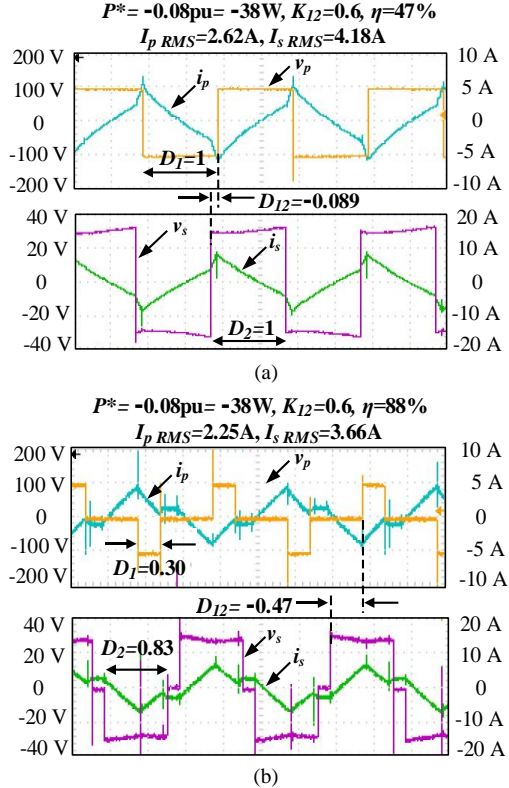 P*= -0.08pu= -38W, K12=0.6, η=47%
Ip RMS=2.62A, Is RMS=4.18A
200 V
100 V
0
-100 V
-200 V
ip
vp
10 A
5 A
0
-5 A
-10 A
D1=1
D12=-0.089
40 V
20 V
0
-20 V
-40 V
vs
is
20 A
10 A
0
-10 A
-20 A
D2=1
(a)
P*= -0.08pu= -38W, K12=0.6, η=88%
Ip RMS=2.25A, Is RMS=3.66A
200 V
100 V
0
-100 V
-200 V
ip
vp
10 A
5 A
0
-5 A
-10 A
D1=0.30
D12= -0.47
40 V
20 V
0
-20 V
-40 V
D2=0.83
vs
is
20 A
10 A
0
-10 A
-20 A
(b)